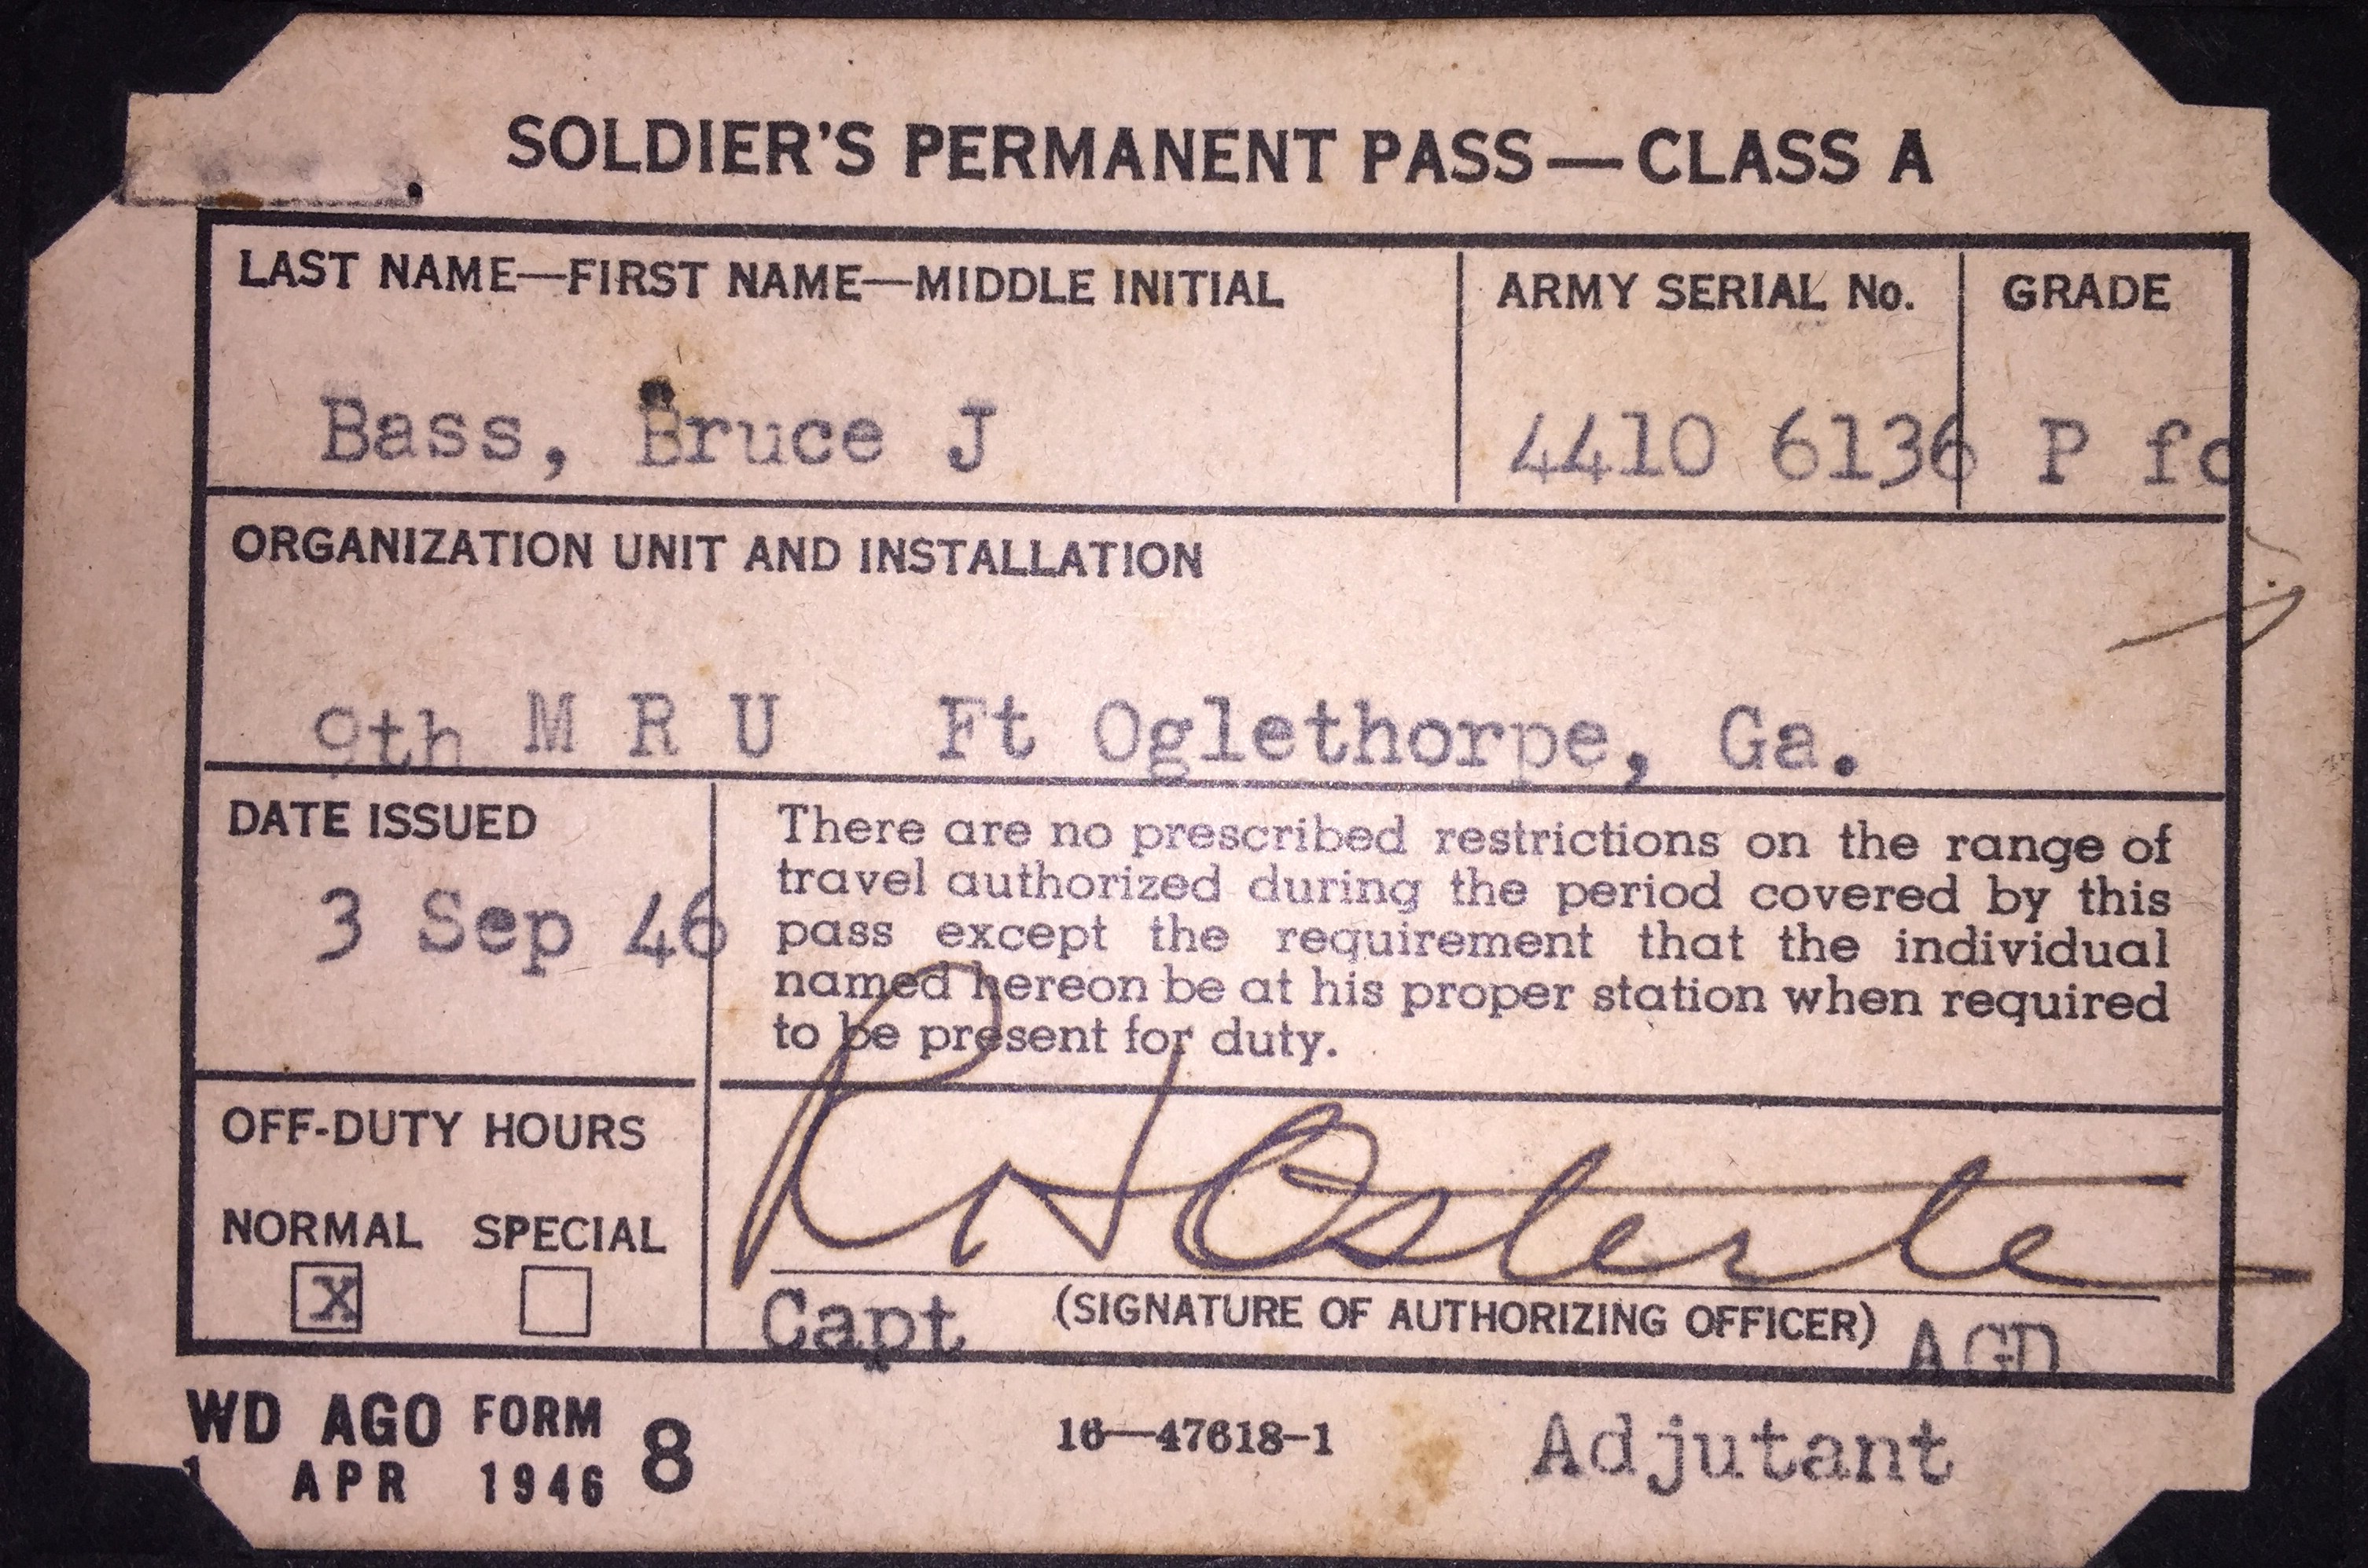 SOLDIER'S PERMANENT PASS—CLASS A
LAST NAME—FIRST NAME—MIDDLE INITIAL
ARMY SERIAL No.
GRADE
Bass, Bruce J
4410 6136
P fc
ORGANIZATION UNIT AND INSTALLATION
9th M R U Ft Oglethorpe, Ga.
DATE ISSUED
3 Sep 46
There are no prescribed restrictions on the range of
travel authorized during the period covered by this
pass except the requirement that the individual
named hereon be at his proper station when required
to be present for duty.
OFF-DUTY HOURS
NORMAL SPECIAL
X
R H Osterle
Capt (SIGNATURE OF AUTHORIZING OFFICER) AGD
WD AGO FORM 8
1 APR 1946
16—47618-1
Adjutant